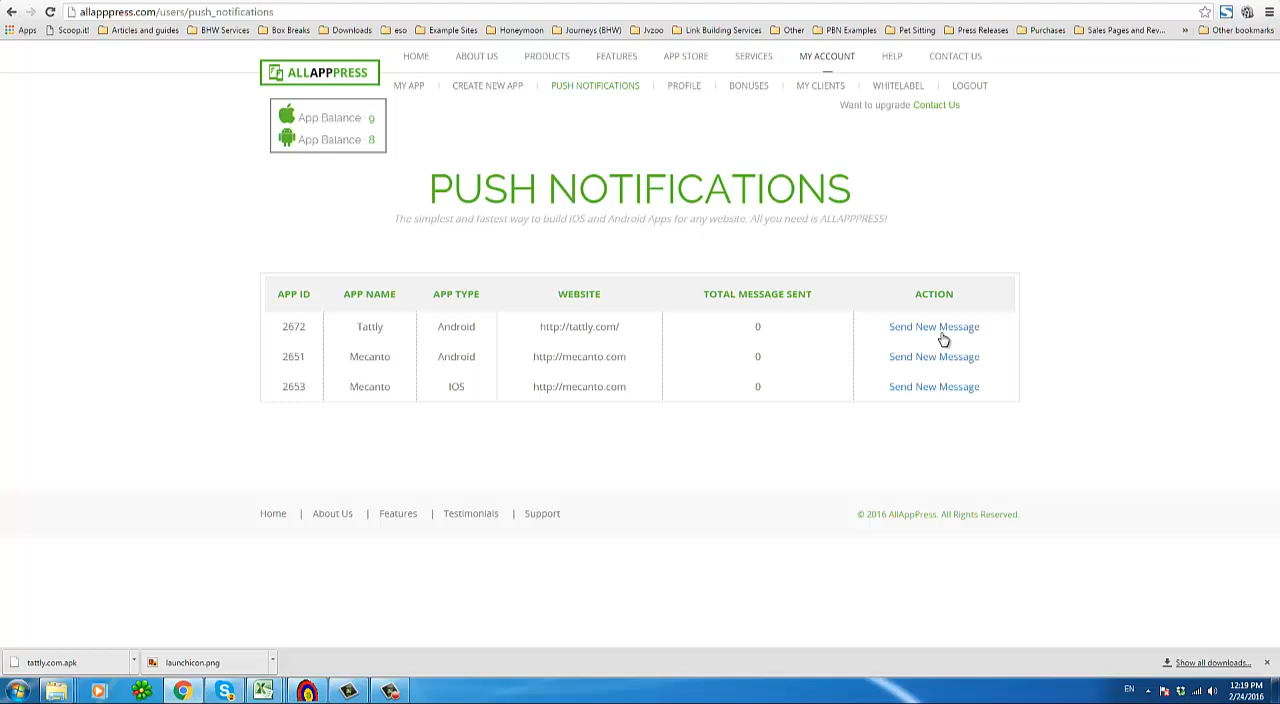 allapppress.com/users/push_notifications
Apps Scoop.it! Articles and guides BHW Services Box Breaks Downloads eso Example Sites Honeymoon Journeys (BHW) Jvzoo Link Building Services Other PBN Examples Pet Sitting Press Releases Purchases Sales Pages and Rev... » Other bookmarks
HOME ABOUT US PRODUCTS FEATURES APP STORE SERVICES MY ACCOUNT HELP CONTACT US
ALLAPPPRESS
MY APP CREATE NEW APP PUSH NOTIFICATIONS PROFILE BONUSES MY CLIENTS WHITELABEL LOGOUT
Want to upgrade Contact Us
App Balance 9
App Balance 8
PUSH NOTIFICATIONS
The simplest and fastest way to build iOS and Android Apps for any website. All you need is ALLAPPPRESS!
APP ID APP NAME APP TYPE WEBSITE TOTAL MESSAGE SENT ACTION
2672 Tattly Android http://tattly.com/ 0 Send New Message
2651 Mecanto Android http://mecanto.com 0 Send New Message
2653 Mecanto IOS http://mecanto.com 0 Send New Message
Home | About Us | Features | Testimonials | Support
© 2016 AllAppPress. All Rights Reserved.
tattly.com.apk launchicon.png Show all downloads...
EN 12:19 PM
2/24/2016